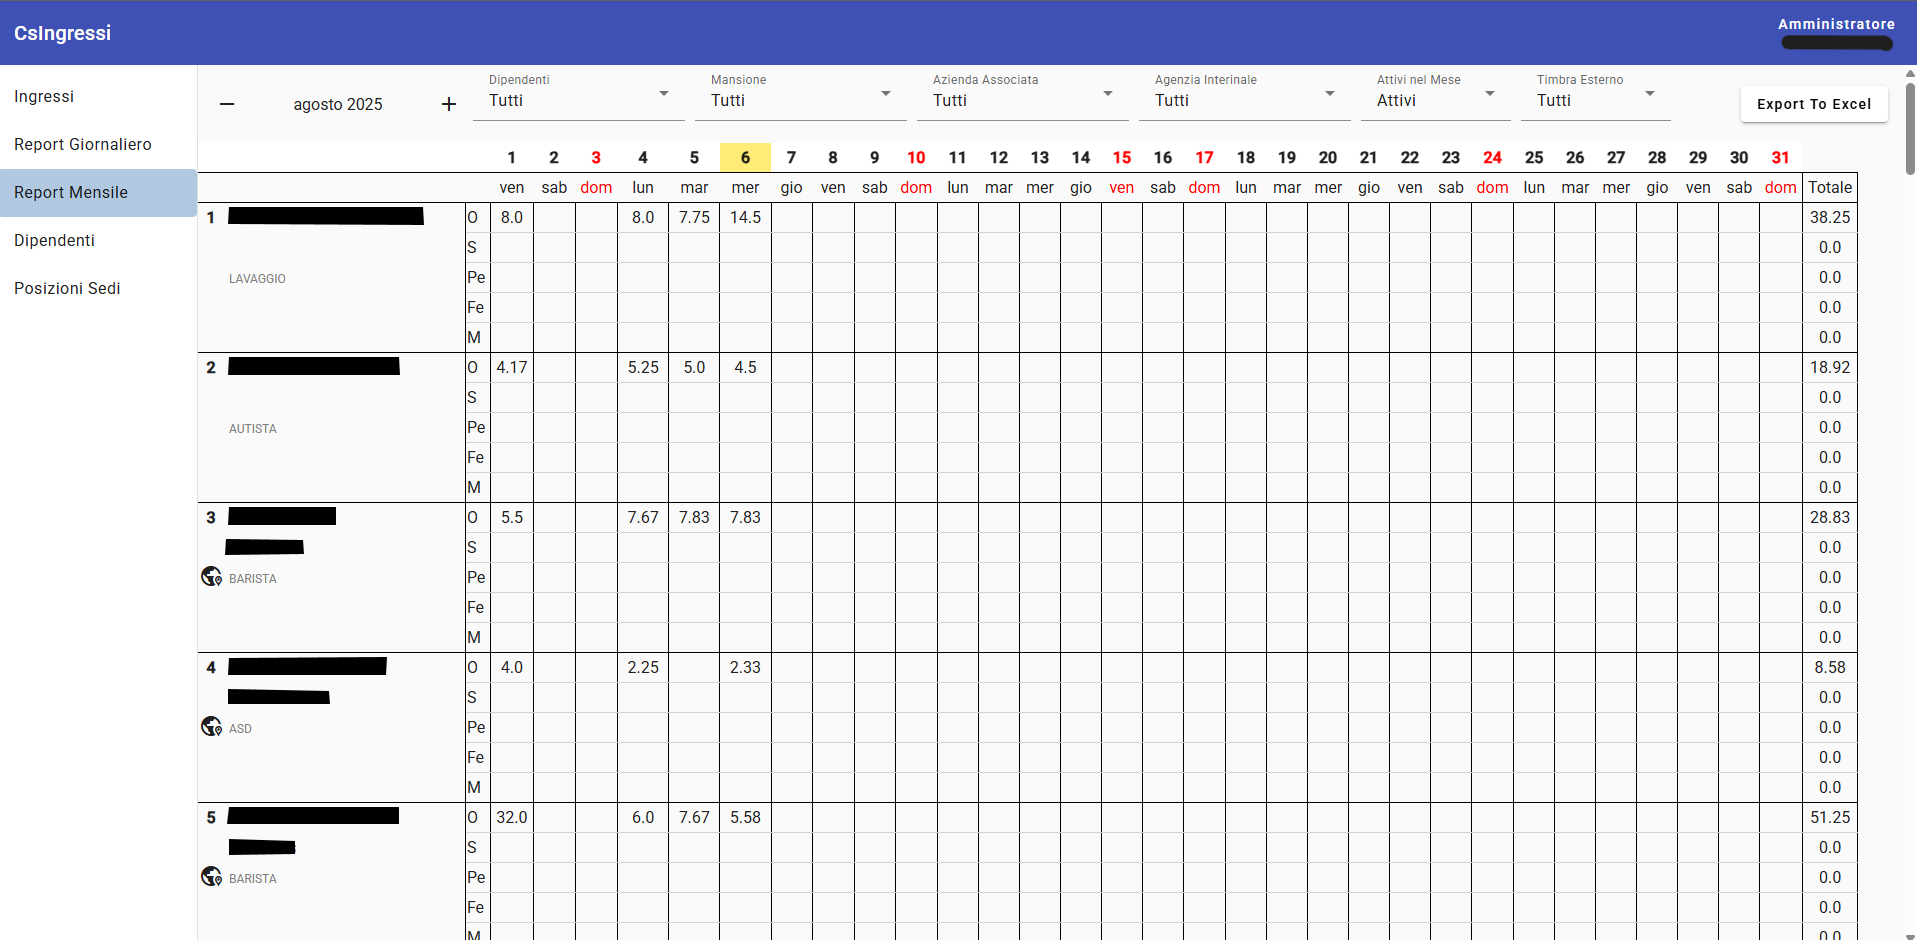 CsIngressi
Amministratore
Ingressi
Report Giornaliero
Report Mensile
Dipendenti
Posizioni Sedi
agosto 2025
Dipendenti
Tutti
Mansione
Tutti
Azienda Associata
Tutti
Agenzia Interinale
Tutti
Attivi nel Mese
Attivi
Timbra Esterno
Tutti
Export To Excel
1 2 3 4 5 6 7 8 9 10 11 12 13 14 15 16 17 18 19 20 21 22 23 24 25 26 27 28 29 30 31
ven sab dom lun mar mer gio ven sab dom lun mar mer gio ven sab dom lun mar mer gio ven sab dom lun mar mer gio ven sab dom Totale
1 O 8.0 8.0 7.75 14.5 38.25
S 0.0
LAVAGGIO Pe 0.0
Fe 0.0
M 0.0
2 O 4.17 5.25 5.0 4.5 18.92
S 0.0
AUTISTA Pe 0.0
Fe 0.0
M 0.0
3 O 5.5 7.67 7.83 7.83 28.83
S 0.0
BARISTA Pe 0.0
Fe 0.0
M 0.0
4 O 4.0 2.25 2.33 8.58
S 0.0
ASD Pe 0.0
Fe 0.0
M 0.0
5 O 32.0 6.0 7.67 5.58 51.25
S 0.0
BARISTA Pe 0.0
Fe 0.0
M 0.0